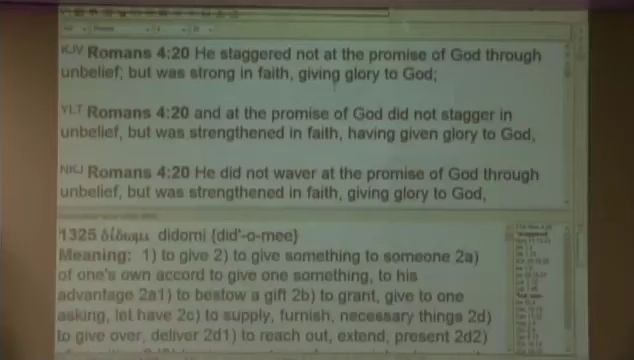 KJV Romans 4:20 He staggered not at the promise of God through
unbelief; but was strong in faith, giving glory to God;
YLT Romans 4:20 and at the promise of God did not stagger in
unbelief, but was strengthened in faith, having given glory to God,
NKJ Romans 4:20 He did not waver at the promise of God through
unbelief, but was strengthened in faith, giving glory to God,
1325 δίδωμι didomi {did'-o-mee}
Meaning: 1) to give 2) to give something to someone 2a)
of one's own accord to give one something, to his
advantage 2a1) to bestow a gift 2b) to grant, give to one
asking, let have 2c) to supply, furnish, necessary things 2d)
to give over, deliver 2d1) to reach out, extend, present 2d2)